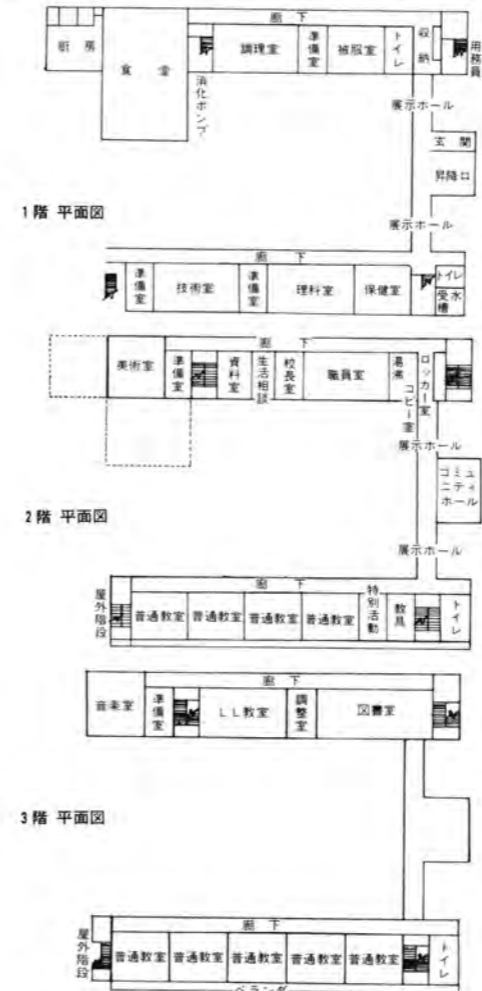 廊下
厨房
食堂
調理室
準備室
被服室
トイレ
収納
用務員
消化ポンプ
展示ホール
玄関
昇降口
1階 平面図
展示ホール
廊下
準備室
技術室
準備室
理科室
保健室
トイレ
受水槽
廊下
美術室
準備室
資料室
生活相談
校長室
職員室
湯沸
コピー室
ロッカー室
展示ホール
コミュニティホール
2階 平面図
展示ホール
屋外階段
廊下
普通教室
普通教室
普通教室
普通教室
特別活動
教具
トイレ
廊下
音楽室
準備室
LL教室
調整室
図書室
3階 平面図
屋外階段
廊下
普通教室
普通教室
普通教室
普通教室
普通教室
トイレ
ベランダ